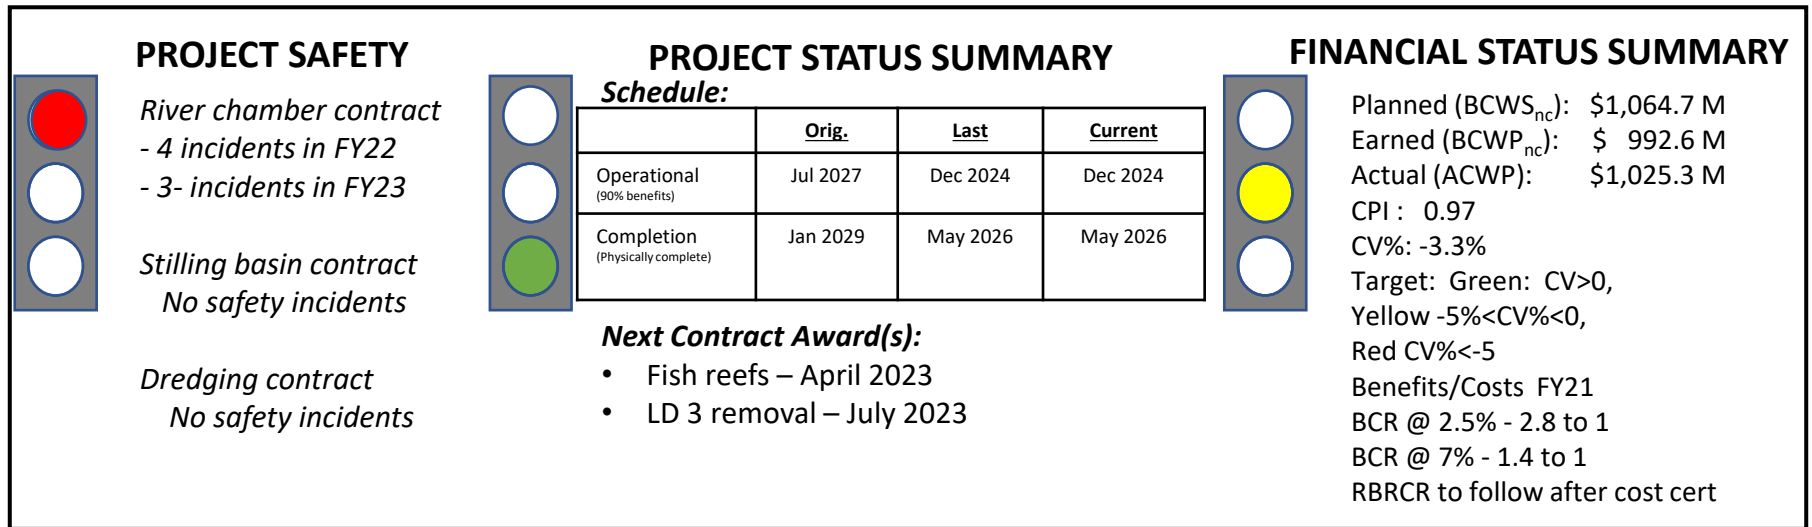 PROJECT SAFETY
River chamber contract
- 4 incidents in FY22
- 3- incidents in FY23
Stilling basin contract
No safety incidents
Dredging contract
No safety incidents
PROJECT STATUS SUMMARY
Schedule:
Orig. Last Current
Operational Jul 2027 Dec 2024 Dec 2024
(90% benefits)
Completion Jan 2029 May 2026 May 2026
(Physically complete)
Next Contract Award(s):
• Fish reefs – April 2023
• LD 3 removal – July 2023
FINANCIAL STATUS SUMMARY
Planned (BCWSnc): $1,064.7 M
Earned (BCWPnc): $ 992.6 M
Actual (ACWP): $1,025.3 M
CPI : 0.97
CV%: -3.3%
Target: Green: CV>0,
Yellow -5%<CV%<0,
Red CV%<-5
Benefits/Costs FY21
BCR @ 2.5% - 2.8 to 1
BCR @ 7% - 1.4 to 1
RBRCR to follow after cost cert